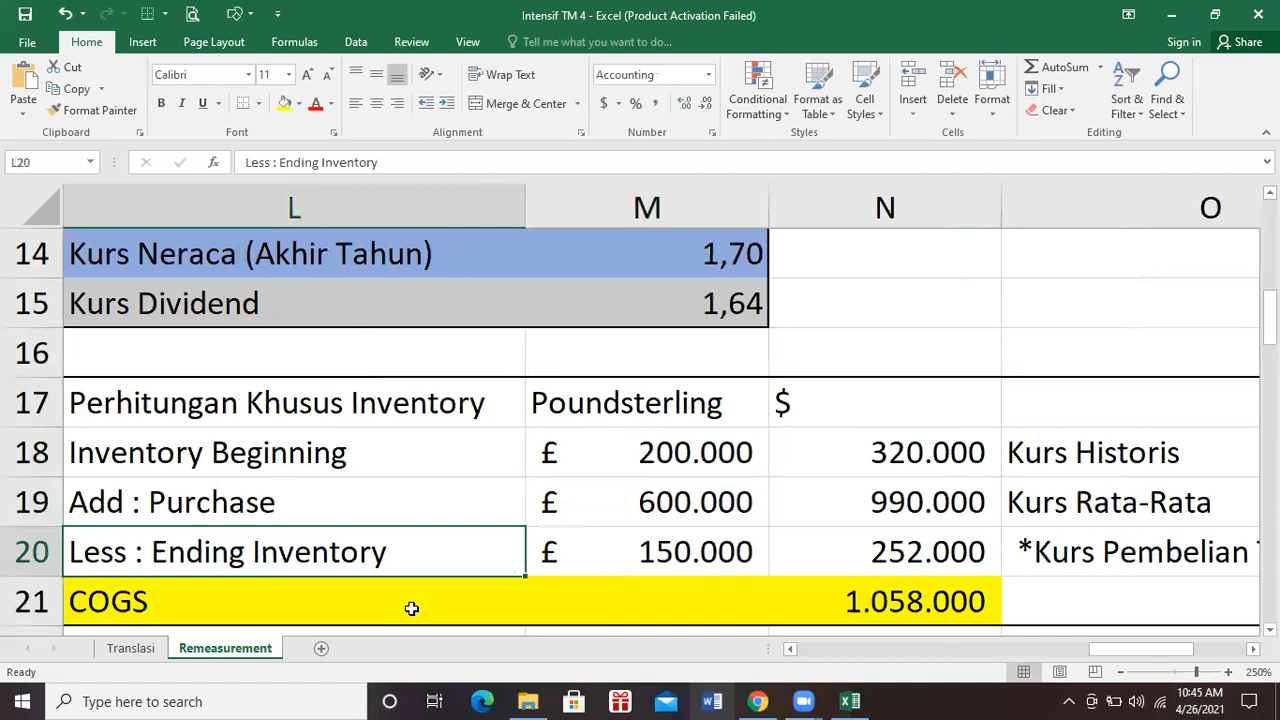 Intensif TM 4 - Excel (Product Activation Failed)
File Home Insert Page Layout Formulas Data Review View Tell me what you want to do... Sign in Share
Paste Cut Copy Format Painter
Calibri 11
B I U A
Wrap Text
Merge & Center
Accounting
$ %
Conditional Formatting Format as Table Cell Styles
Insert Delete Format
AutoSum Fill Clear
Sort & Filter Find & Select
Clipboard Font Alignment Number Styles Cells Editing
L20 fx Less : Ending Inventory
L M N O
14 Kurs Neraca (Akhir Tahun) 1,70
15 Kurs Dividend 1,64
16
17 Perhitungan Khusus Inventory Poundsterling $
18 Inventory Beginning £ 200.000 320.000 Kurs Historis
19 Add : Purchase £ 600.000 990.000 Kurs Rata-Rata
20 Less : Ending Inventory £ 150.000 252.000 *Kurs Pembelian
21 COGS 1.058.000
Translasi Remeasurement
Ready 250%
Type here to search
10:45 AM
4/26/2021